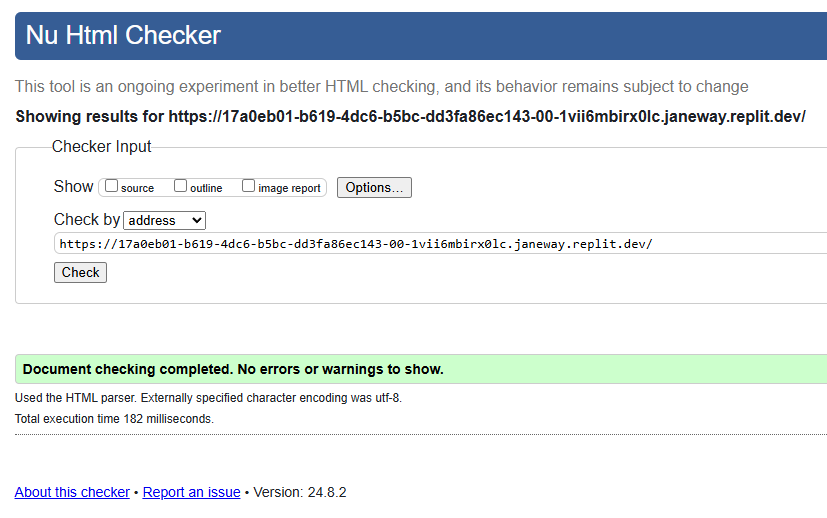 Nu Html Checker
This tool is an ongoing experiment in better HTML checking, and its behavior remains subject to change
Showing results for https://17a0eb01-b619-4dc6-b5bc-dd3fa86ec143-00-1vii6mbirx0lc.janeway.replit.dev/
Checker Input
Show source outline image report Options...
Check by address
https://17a0eb01-b619-4dc6-b5bc-dd3fa86ec143-00-1vii6mbirx0lc.janeway.replit.dev/
Check
Document checking completed. No errors or warnings to show.
Used the HTML parser. Externally specified character encoding was utf-8.
Total execution time 182 milliseconds.
About this checker • Report an issue • Version: 24.8.2